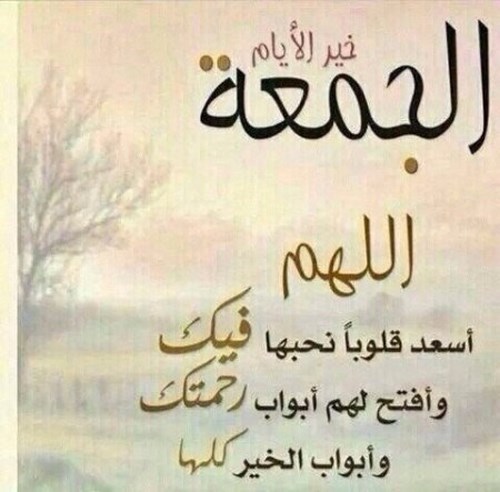 خير الأيام
الجمعة
اللهم
أسعد قلوباً نحبها فيك
وأفتح لهم أبواب رحمتك
وأبواب الخير كلها